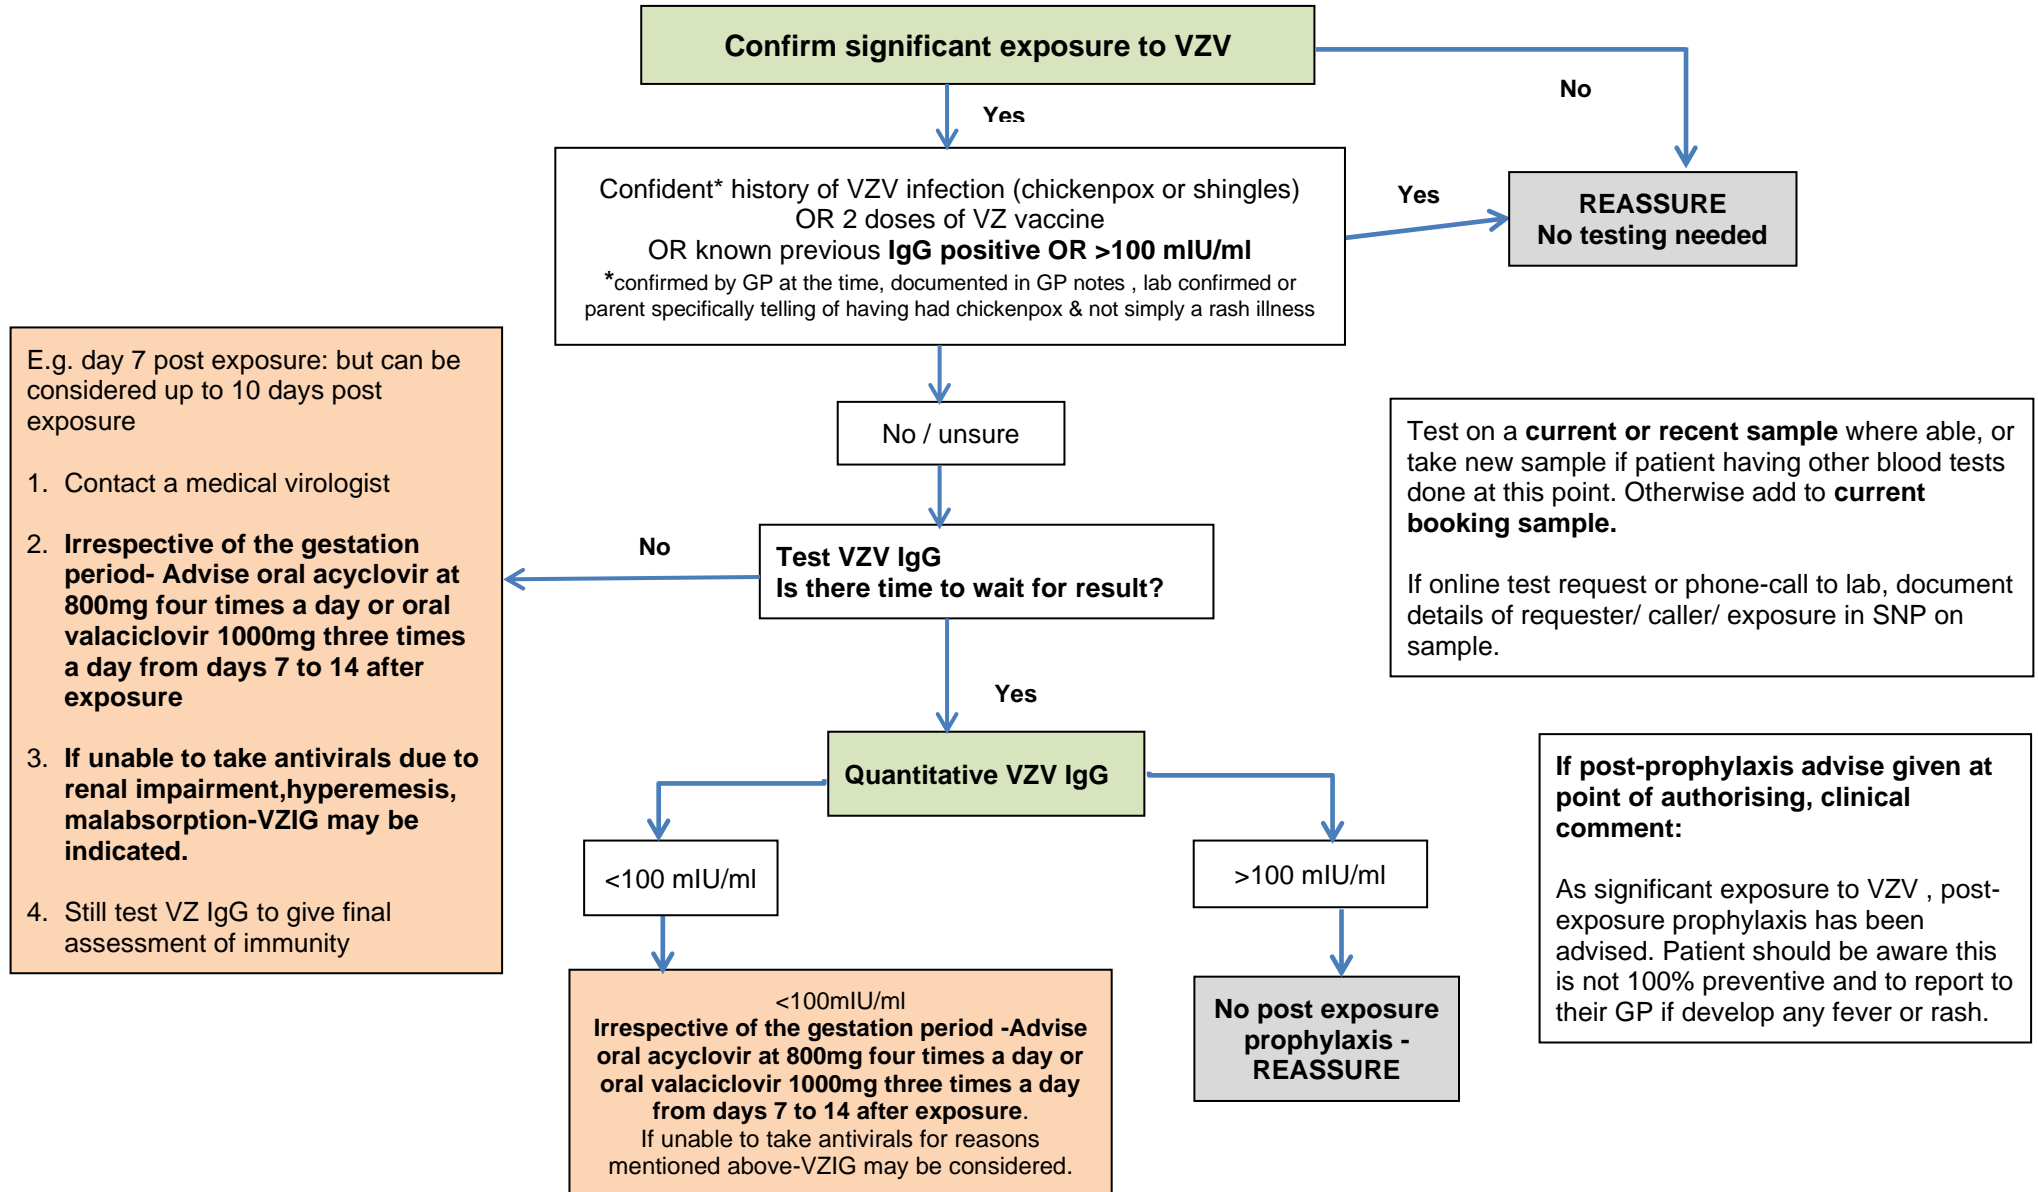 Confirm significant exposure to VZV
No
Yes
Confident* history of VZV infection (chickenpox or shingles)
OR 2 doses of VZ vaccine
OR known previous IgG positive OR >100 mIU/ml
*confirmed by GP at the time, documented in GP notes , lab confirmed or
parent specifically telling of having had chickenpox & not simply a rash illness
Yes
REASSURE
No testing needed
E.g. day 7 post exposure: but can be
considered up to 10 days post
exposure
1. Contact a medical virologist
2. Irrespective of the gestation
period- Advise oral acyclovir at
800mg four times a day or oral
valaciclovir 1000mg three times
a day from days 7 to 14 after
exposure
3. If unable to take antivirals due to
renal impairment,hyperemesis,
malabsorption-VZIG may be
indicated.
4. Still test VZ IgG to give final
assessment of immunity
No / unsure
No
Test VZV IgG
Is there time to wait for result?
Test on a current or recent sample where able, or
take new sample if patient having other blood tests
done at this point. Otherwise add to current
booking sample.
If online test request or phone-call to lab, document
details of requester/ caller/ exposure in SNP on
sample.
Yes
Quantitative VZV IgG
<100 mIU/ml
>100 mIU/ml
<100mIU/ml
Irrespective of the gestation period -Advise
oral acyclovir at 800mg four times a day or
oral valaciclovir 1000mg three times a day
from days 7 to 14 after exposure.
If unable to take antivirals for reasons
mentioned above-VZIG may be considered.
No post exposure
prophylaxis -
REASSURE
If post-prophylaxis advise given at
point of authorising, clinical
comment:
As significant exposure to VZV , post-
exposure prophylaxis has been
advised. Patient should be aware this
is not 100% preventive and to report to
their GP if develop any fever or rash.